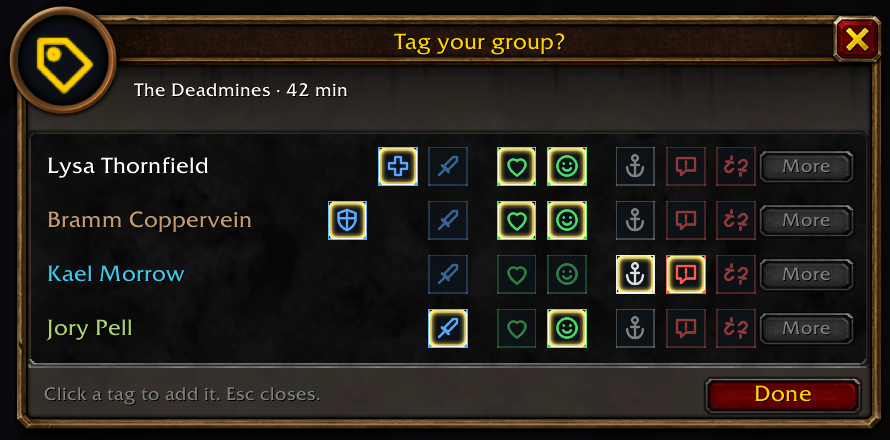 Tag your group?
The Deadmines · 42 min
Lysa Thornfield More
Bramm Coppervein More
Kael Morrow More
Jory Pell More
Click a tag to add it. Esc closes. Done